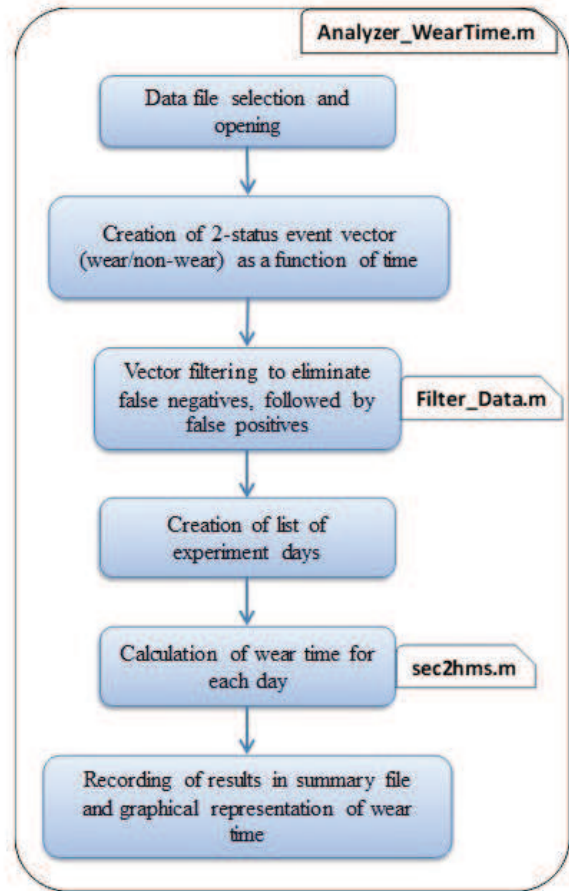 Analyzer_WearTime.m
Data file selection and
opening
Creation of 2-status event vector
(wear/non-wear) as a function of time
Vector filtering to eliminate
false negatives, followed by
false positives
Filter_Data.m
Creation of list of
experiment days
Calculation of wear time for
each day
sec2hms.m
Recording of results in summary file
and graphical representation of wear
time